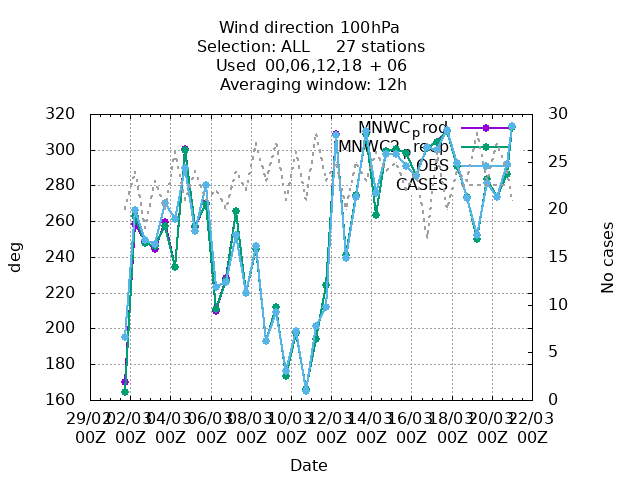 Wind direction 100hPa
Selection: ALL 27 stations
Used 00,06,12,18 + 06
Averaging window: 12h
MNWC_prod
MNWC2_reop
OBS
CASES
320
300
280
260
240
220
200
180
160
30
25
20
15
10
5
0
deg
No cases
29/02 02/03 04/03 06/03 08/03 10/03 12/03 14/03 16/03 18/03 20/03 22/03
00Z 00Z 00Z 00Z 00Z 00Z 00Z 00Z 00Z 00Z 00Z 00Z
Date